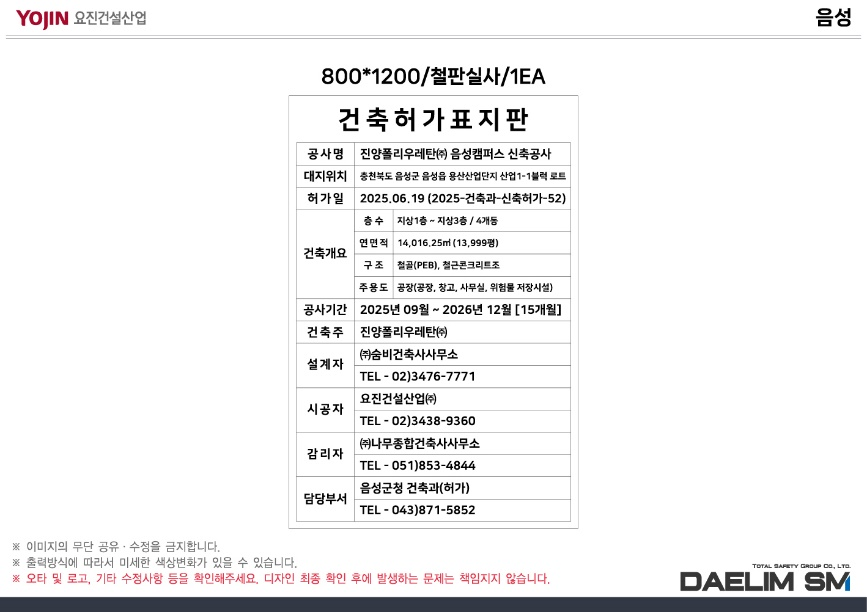 YOJIN 요진건설산업
음성
800*1200/철판실사/1EA
건축허가표지판
공사명 진양폴리우레탄㈜ 음성캠퍼스 신축공사
대지위치 충천북도 음성군 음성읍 용산산업단지 산업1-1블럭 로트
허가일 2025.06.19 (2025-건축과-신축허가-52)
건축개요
층수 지상1층 ~ 지상3층 / 4개동
연면적 14,016.25㎡ (13,999평)
구조 철골(PEB), 철근콘크리트조
주용도 공장(공장, 창고, 사무실, 위험물 저장시설)
공사기간 2025년 09월 ~ 2026년 12월 [15개월]
건축주 진양폴리우레탄㈜
설계자 ㈜숨비건축사사무소
TEL - 02)3476-7771
시공자 요진건설산업㈜
TEL - 02)3438-9360
감리자 ㈜나무종합건축사사무소
TEL - 051)853-4844
담당부서 음성군청 건축과(허가)
TEL - 043)871-5852
※ 이미지의 무단 공유 · 수정을 금지합니다.
※ 출력방식에 따라서 미세한 색상변화가 있을 수 있습니다.
※ 오타 및 로고, 기타 수정사항 등을 확인해주세요. 디자인 최종 확인 후에 발생하는 문제는 책임지지 않습니다.
TOTAL SAFETY GROUP CO., LTD.
DAELIM SM